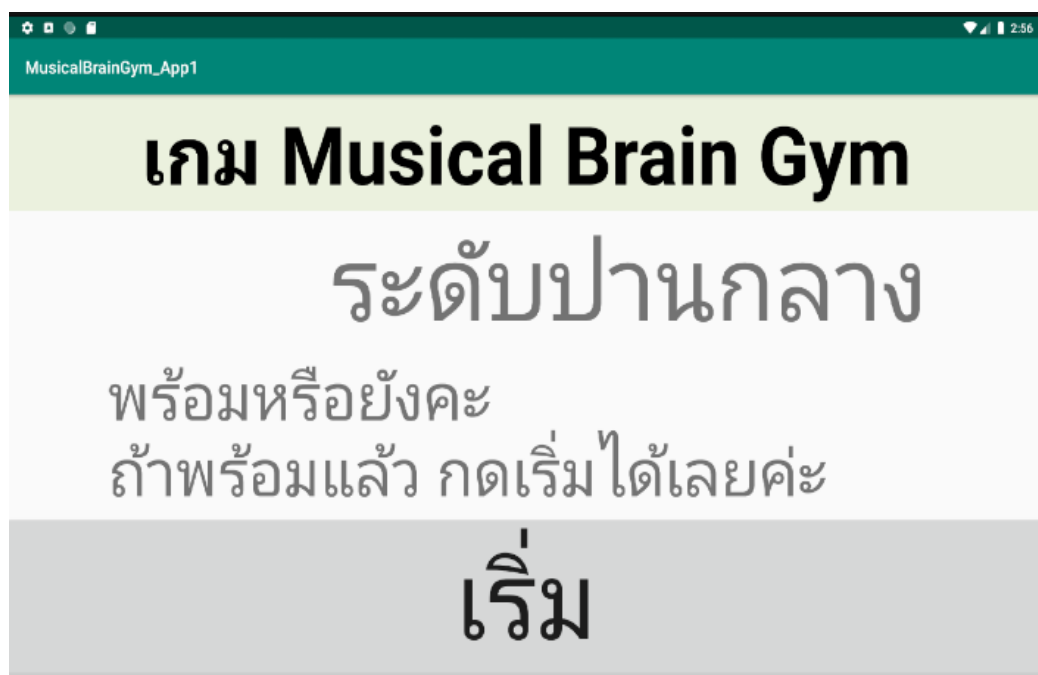 2:56
MusicalBrainGym_App1
เกม Musical Brain Gym
ระดับปานกลาง
พร้อมหรือยังคะ
ถ้าพร้อมแล้ว กดเริ่มได้เลยค่ะ
เริ่ม